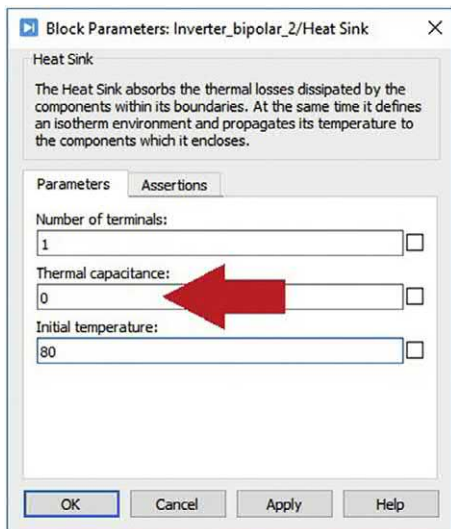 Block Parameters: Inverter_bipolar_2/Heat Sink
Heat Sink
The Heat Sink absorbs the thermal losses dissipated by the
components within its boundaries. At the same time it defines
an isotherm environment and propagates its temperature to
the components which it encloses.
Parameters Assertions
Number of terminals:
1
Thermal capacitance:
0
Initial temperature:
80
OK Cancel Apply Help